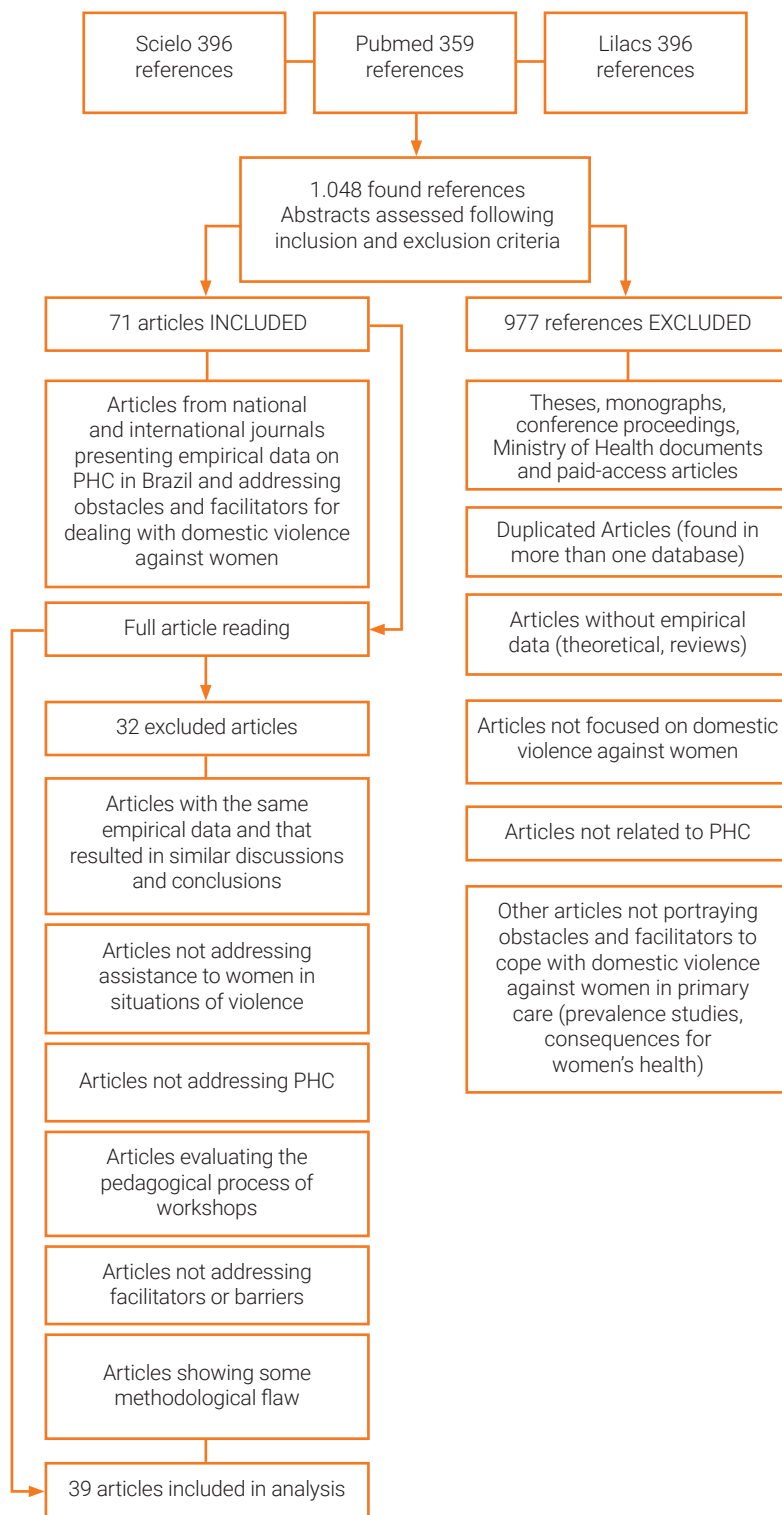 Scielo 396
references
Pubmed 359
references
Lilacs 396
references
1.048 found references
Abstracts assessed following
inclusion and exclusion criteria
71 articles INCLUDED
Articles from national
and international journals
presenting empirical data on
PHC in Brazil and addressing
obstacles and facilitators for
dealing with domestic violence
against women
Full article reading
32 excluded articles
Articles with the same
empirical data and that
resulted in similar discussions
and conclusions
Articles not addressing
assistance to women in
situations of violence
Articles not addressing PHC
Articles evaluating the
pedagogical process of
workshops
Articles not addressing
facilitators or barriers
Articles showing some
methodological flaw
39 articles included in analysis
977 references EXCLUDED
Theses, monographs,
conference proceedings,
Ministry of Health documents
and paid-access articles
Duplicated Articles (found in
more than one database)
Articles without empirical
data (theoretical, reviews)
Articles not focused on domestic
violence against women
Articles not related to PHC
Other articles not portraying
obstacles and facilitators to
cope with domestic violence
against women in primary
care (prevalence studies,
consequences for
women's health)